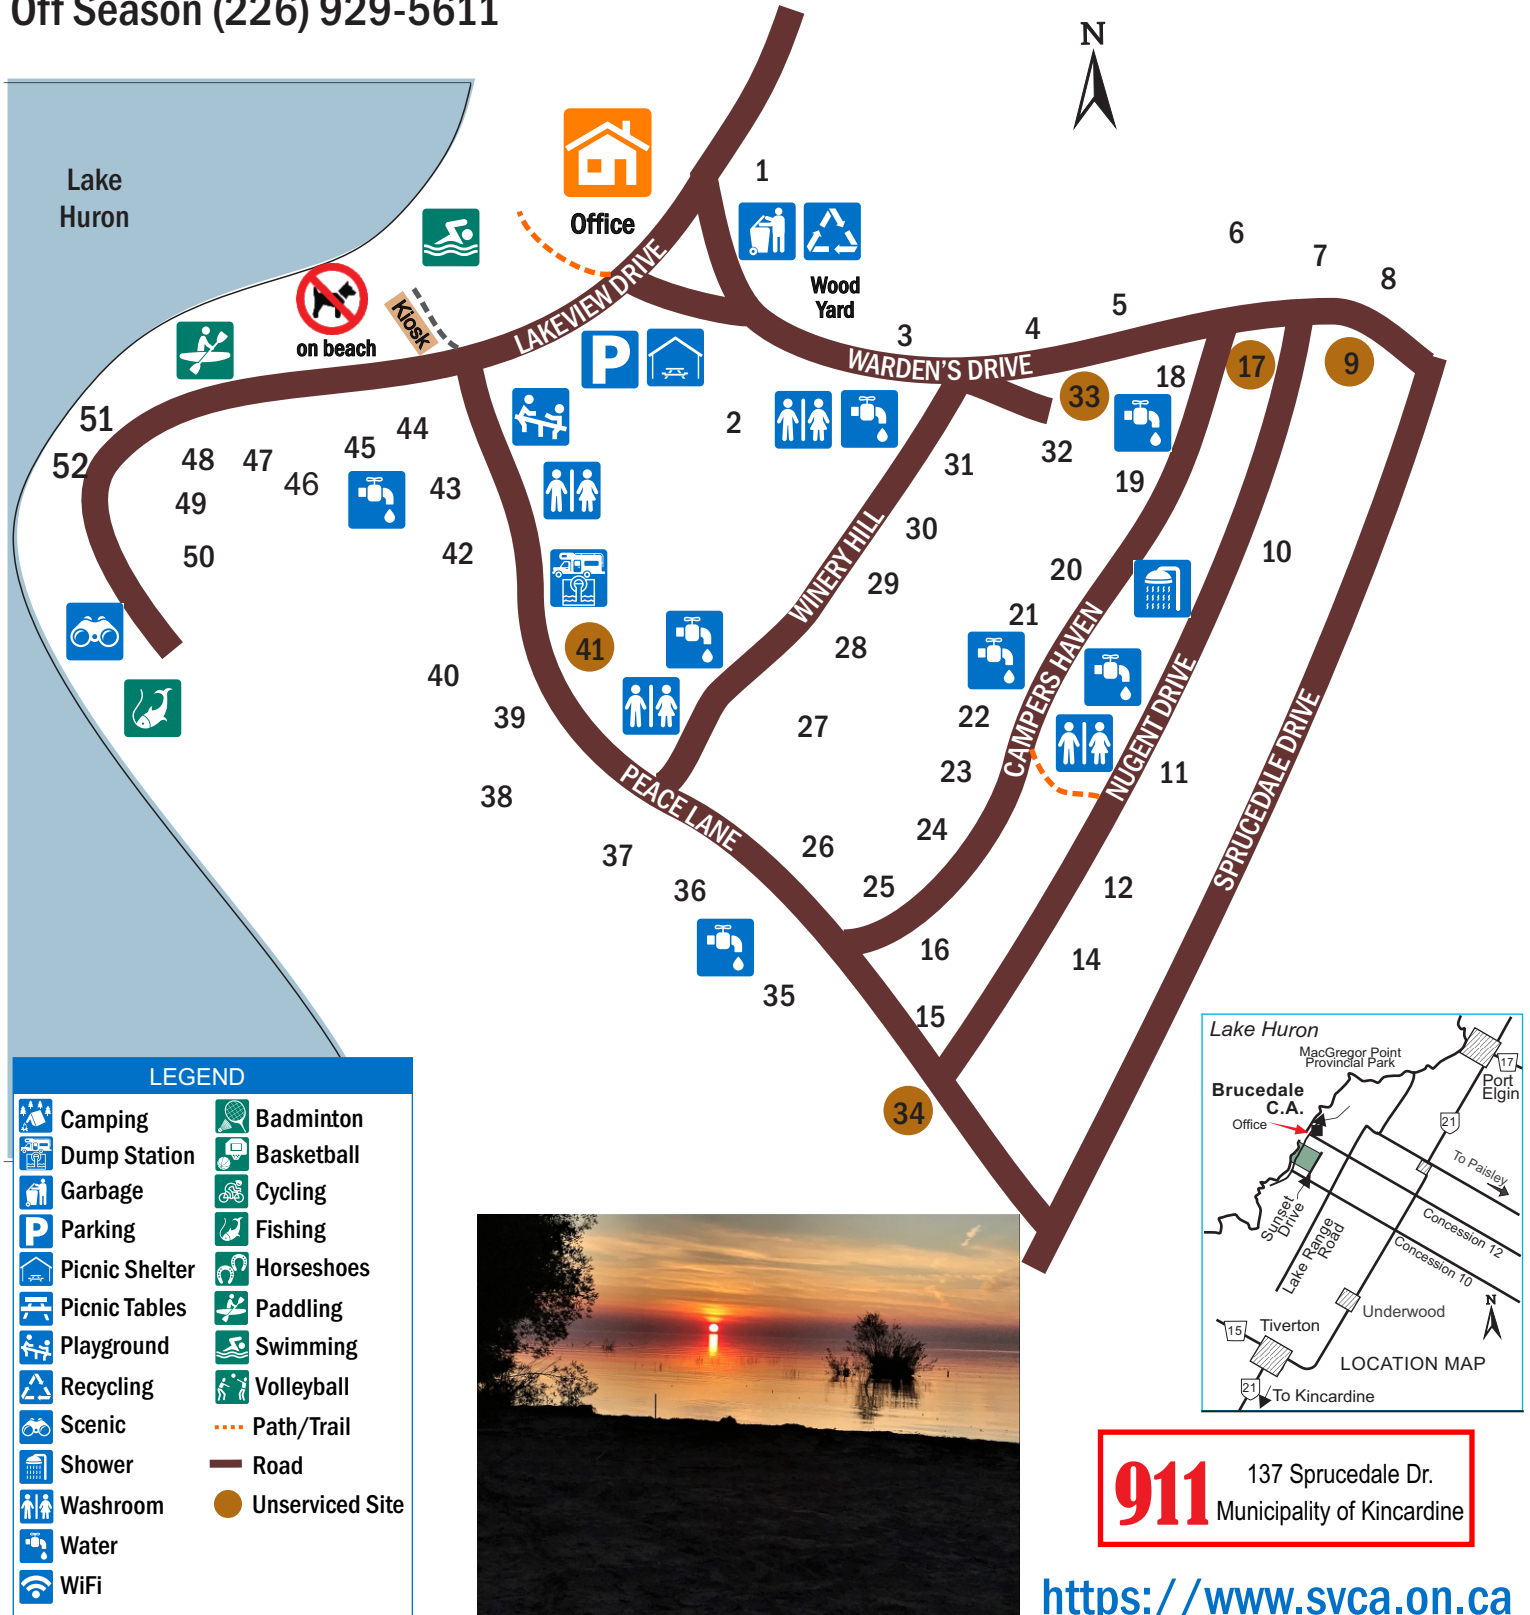 Off Season (226) 929-5611
N
Lake
Huron
Office
1
Wood
Yard
on beach
Kiosk
LAKEVIEW DRIVE
P
WARDEN'S DRIVE
2
3
4
5
6
7
8
9
17
18
33
32
19
31
30
29
28
27
26
25
24
23
22
21
20
10
11
12
14
16
15
34
35
36
37
38
39
40
41
42
43
44
45
46
47
48
49
50
51
52
WINERY HILL
CAMPERS HAVEN
NUGENT DRIVE
SPRUCEDALE DRIVE
PEACE LANE
LEGEND
Camping
Dump Station
Garbage
P Parking
Picnic Shelter
Picnic Tables
Playground
Recycling
Scenic
Shower
Washroom
Water
WiFi
Badminton
Basketball
Cycling
Fishing
Horseshoes
Paddling
Swimming
Volleyball
Path/Trail
Road
Unserviced Site
Lake Huron
MacGregor Point
Provincial Park
17
Port
Elgin
Brucedale
C.A.
Office
21
To Paisley
Sunset
Drive
Lake Range
Road
Concession 12
Concession 10
N
Underwood
15
Tiverton
LOCATION MAP
21
To Kincardine
911
137 Sprucedale Dr.
Municipality of Kincardine
https://www.svca.on.ca